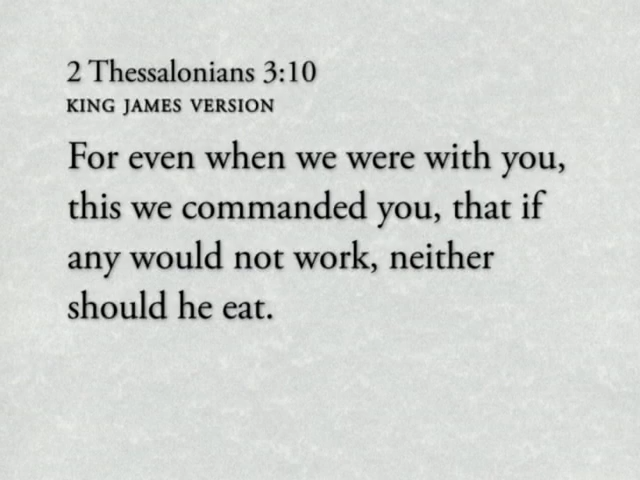 2 Thessalonians 3:10
KING JAMES VERSION
For even when we were with you,
this we commanded you, that if
any would not work, neither
should he eat.